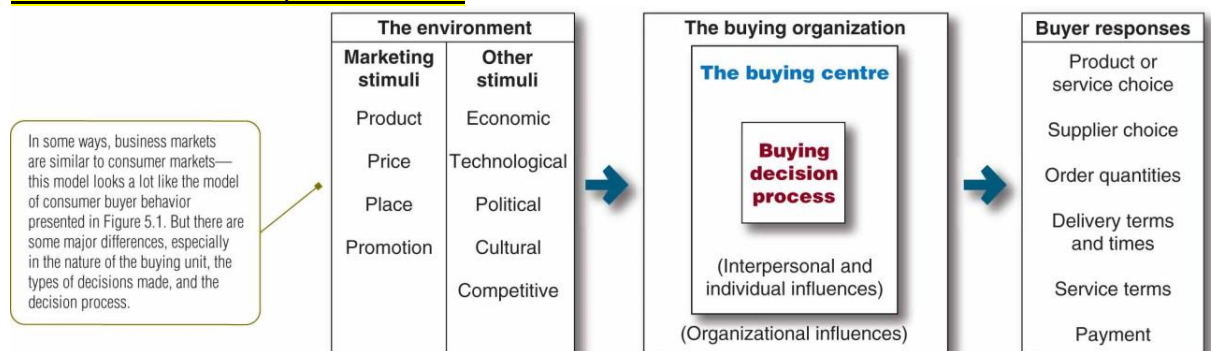 The environment
Marketing stimuli
Other stimuli
Product
Economic
Price
Technological
Place
Political
Promotion
Cultural
Competitive
The buying organization
The buying centre
Buying
decision
process
(Interpersonal and
individual influences)
(Organizational influences)
Buyer responses
Product or
service choice
Supplier choice
Order quantities
Delivery terms
and times
Service terms
Payment
In some ways, business markets
are similar to consumer markets—
this model looks a lot like the model
of consumer buyer behavior
presented in Figure 5.1. But there are
some major differences, especially
in the nature of the buying unit, the
types of decisions made, and the
decision process.